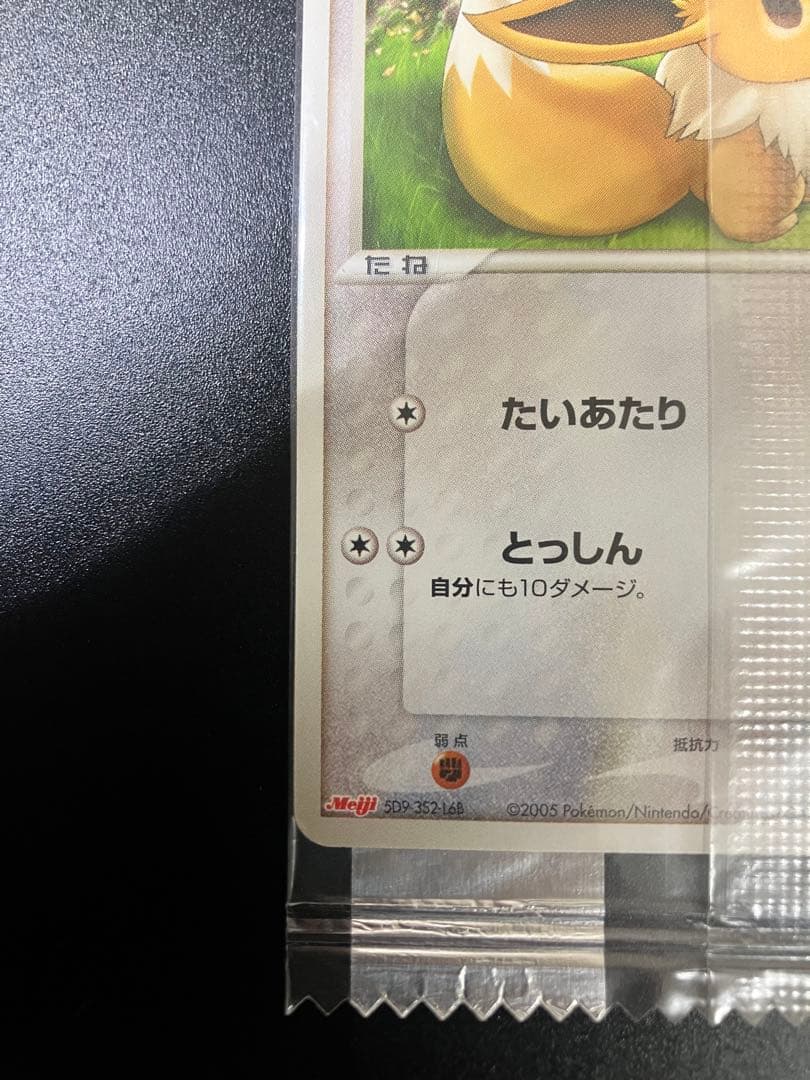 たね
たいあたり
とっしん
自分にも10ダメージ。
弱点
抵抗力
Meiji 5D9-352-L6B ©2005 Pokémon/Nintendo/